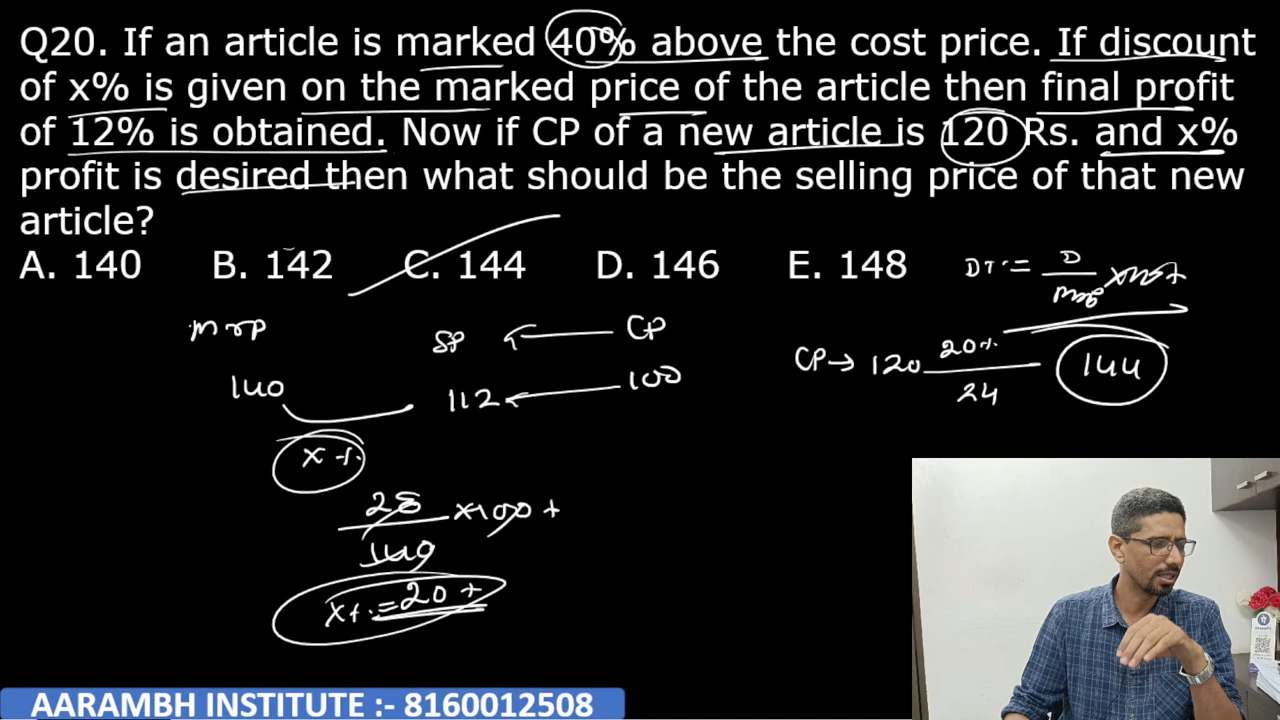 Q20. If an article is marked 40% above the cost price. If discount
of x% is given on the marked price of the article then final profit
of 12% is obtained. Now if CP of a new article is 120 Rs. and x%
profit is desired then what should be the selling price of that new
article?
A. 140 B. 142 C. 144 D. 146 E. 148
D%. = D / mrp ×100%
mrp SP CP
CP → 120 20% 144
24
140 112 100
x %.
28 ×100 %
140
x%. = 20 %
AARAMBH INSTITUTE :- 8160012508